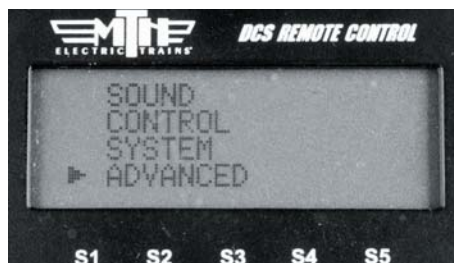 MTH
ELECTRIC TRAINS
DCS REMOTE CONTROL
SOUND
CONTROL
SYSTEM
ADVANCED
S1 S2 S3 S4 S5